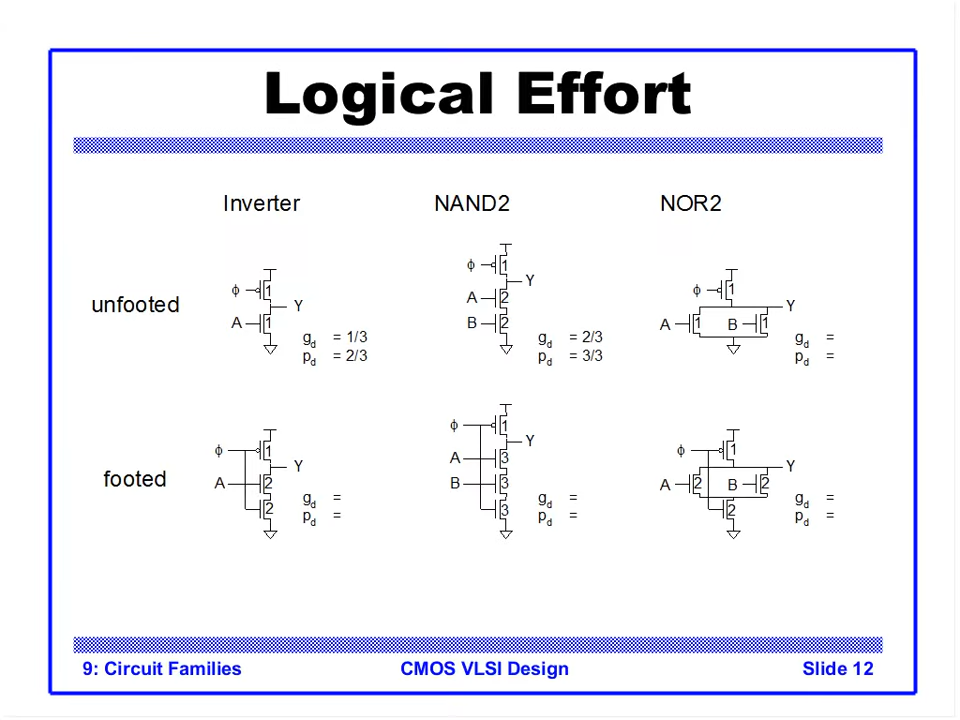 Logical Effort
Inverter
NAND2
NOR2
unfooted
ϕ 1
Y
A 1
g_d = 1/3
p_d = 2/3
ϕ 1
Y
A 2
B 2
g_d = 2/3
p_d = 3/3
ϕ 1
Y
A 1 B 1
g_d =
p_d =
footed
ϕ 1
Y
A 2
2
g_d =
p_d =
ϕ 1
Y
A 3
B 3
3
g_d =
p_d =
ϕ 1
Y
A 2 B 2
2
g_d =
p_d =
9: Circuit Families
CMOS VLSI Design
Slide 12